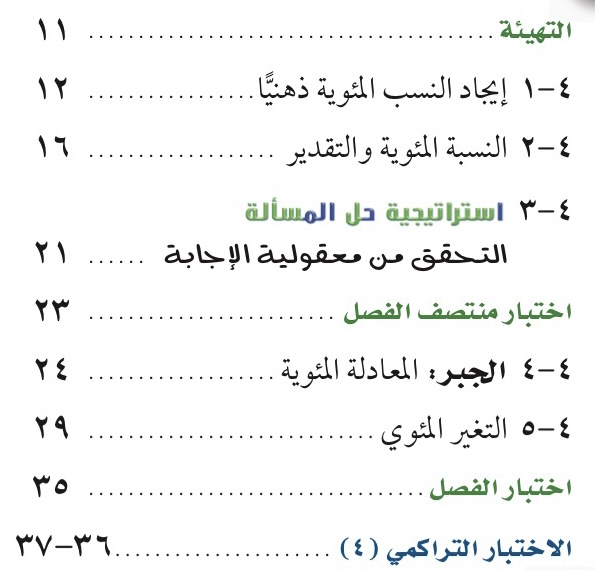 التهيئة ........................................ ١١
٤-١ إيجاد النسب المئوية ذهنيًّا ................. ١٢
٤-٢ النسبة المئوية والتقدير ................... ١٦
٤-٣ استراتيجية حل المسألة
التحقق من معقولية الإجابة ...... ٢١
اختبار منتصف الفصل ......................... ٢٣
٤-٤ الجبر: المعادلة المئوية ................... ٢٤
٤-٥ التغير المئوي ............................. ٢٩
اختبار الفصل .................................. ٣٥
الاختبار التراكمي (٤) ...................... ٣٦-٣٧